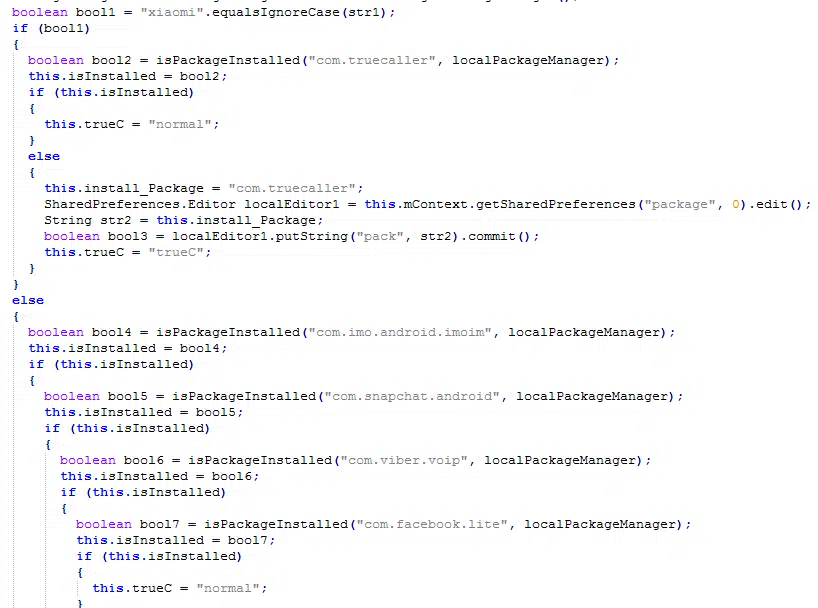 boolean bool1 = "xiaomi".equalsIgnoreCase(str1);
if (bool1)
{
boolean bool2 = isPackageInstalled("com.truecaller", localPackageManager);
this.isInstalled = bool2;
if (this.isInstalled)
{
this.trueC = "normal";
}
else
{
this.install_Package = "com.truecaller";
SharedPreferences.Editor localEditor1 = this.mContext.getSharedPreferences("package", 0).edit();
String str2 = this.install_Package;
boolean bool3 = localEditor1.putString("pack", str2).commit();
this.trueC = "trueC";
}
}
else
{
boolean bool4 = isPackageInstalled("com.imo.android.imoim", localPackageManager);
this.isInstalled = bool4;
if (this.isInstalled)
{
boolean bool5 = isPackageInstalled("com.snapchat.android", localPackageManager);
this.isInstalled = bool5;
if (this.isInstalled)
{
boolean bool6 = isPackageInstalled("com.viber.voip", localPackageManager);
this.isInstalled = bool6;
if (this.isInstalled)
{
boolean bool7 = isPackageInstalled("com.facebook.lite", localPackageManager);
this.isInstalled = bool7;
if (this.isInstalled)
{
this.trueC = "normal";
}